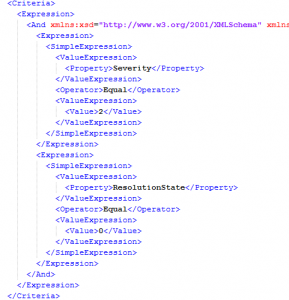 <Criteria>
<Expression>
<And xmlns:xsd="http://www.w3.org/2001/XMLSchema" xmlns
<Expression>
<SimpleExpression>
<ValueExpression>
<Property>Severity</Property>
</ValueExpression>
<Operator>Equal</Operator>
<ValueExpression>
<Value>2</Value>
</ValueExpression>
</SimpleExpression>
</Expression>
<Expression>
<SimpleExpression>
<ValueExpression>
<Property>ResolutionState</Property>
</ValueExpression>
<Operator>Equal</Operator>
<ValueExpression>
<Value>0</Value>
</ValueExpression>
</SimpleExpression>
</Expression>
</And>
</Expression>
</Criteria>